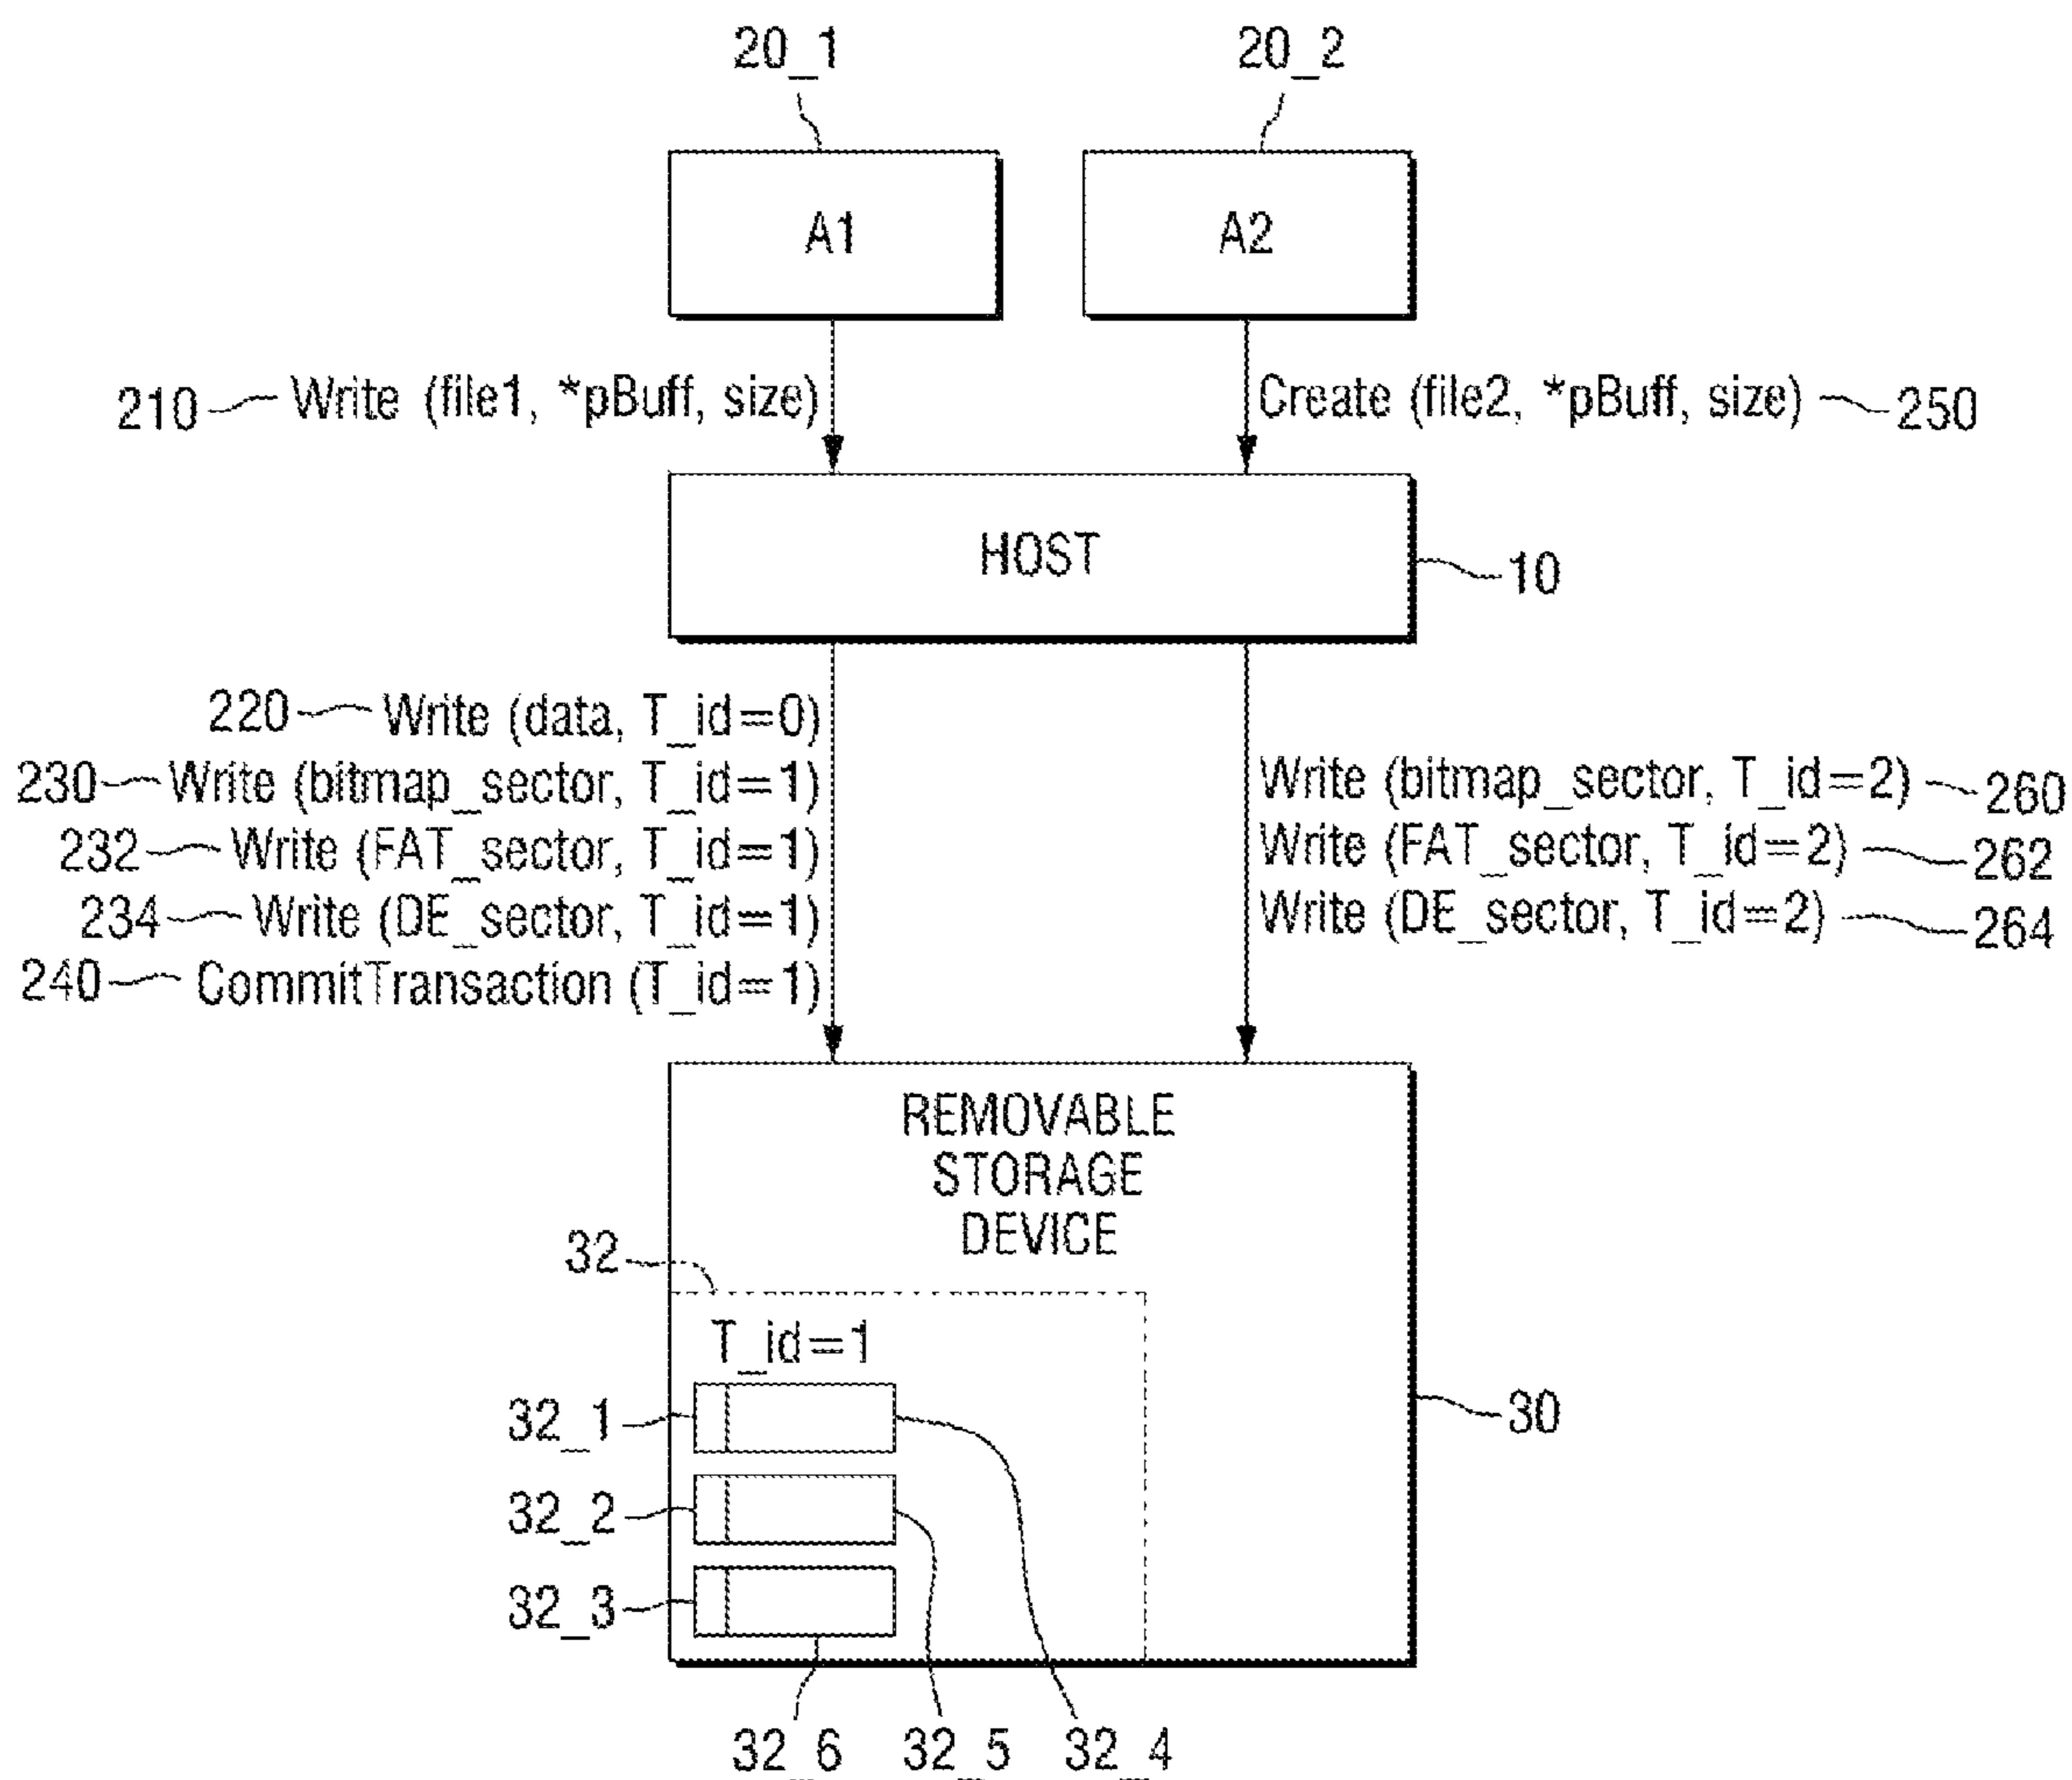 20_1 20_2
A1 A2
210 Write (file1, *pBuff, size) Create (file2, *pBuff, size) 250
HOST
10
220 Write (data, T_id=0)
230 Write (bitmap_sector, T_id=1) Write (bitmap_sector, T_id=2) 260
232 Write (FAT_sector, T_id=1) Write (FAT_sector, T_id=2) 262
234 Write (DE_sector, T_id=1) Write (DE_sector, T_id=2) 264
240 CommitTransaction (T_id=1)
REMOVABLE
STORAGE
DEVICE
32
T_id=1
32_1 30
32_2
32_3
32_6 32_5 32_4